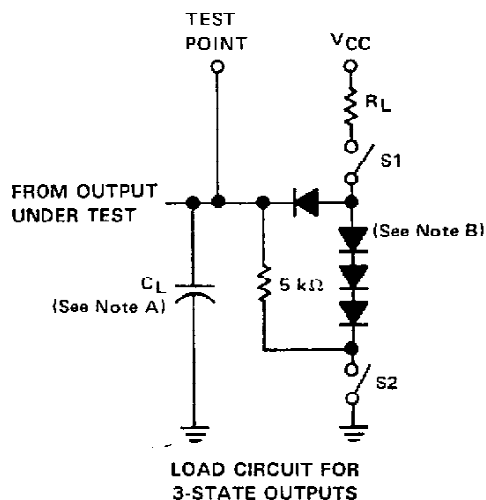 TEST
POINT
VCC
RL
S1
FROM OUTPUT
UNDER TEST
(See Note B)
CL
(See Note A)
5 kΩ
S2
LOAD CIRCUIT FOR
3-STATE OUTPUTS